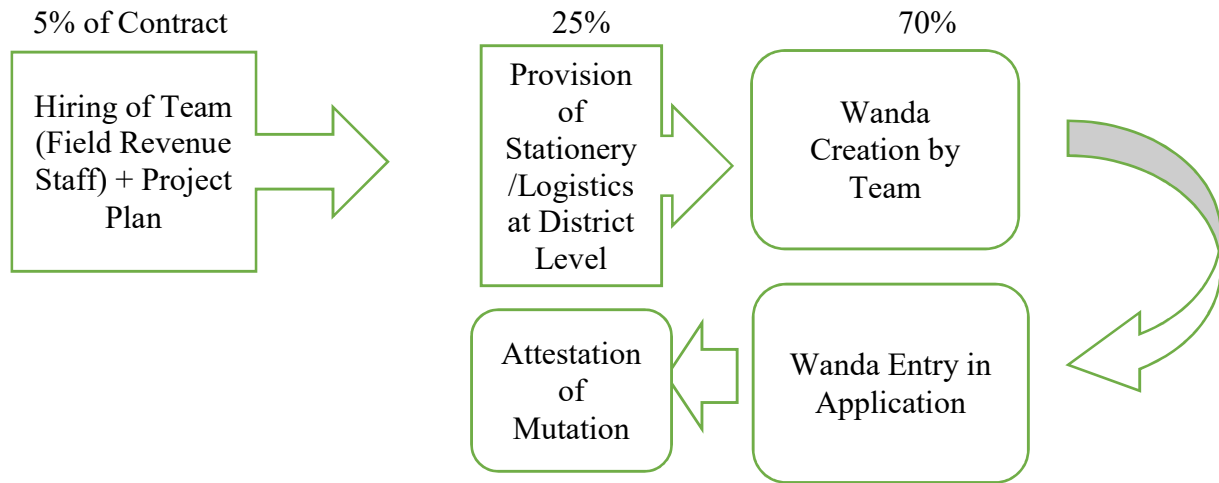 5% of Contract
25%
70%
Hiring of Team
(Field Revenue
Staff) + Project
Plan
Provision
of
Stationery
/Logistics
at District
Level
Wanda
Creation by
Team
Wanda Entry in
Application
Attestation
of
Mutation